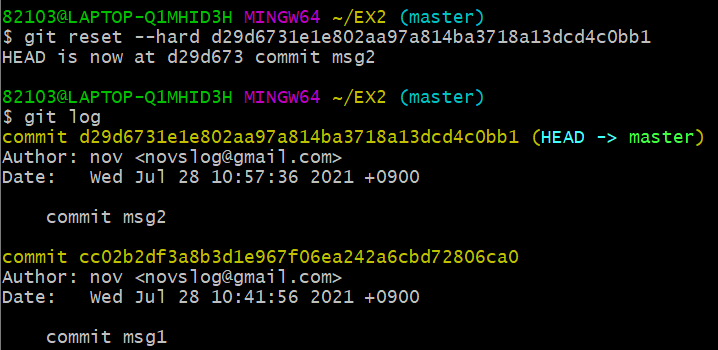 82103@LAPTOP-Q1MHID3H MINGW64 ~/EX2 (master)
$ git reset --hard d29d6731e1e802aa97a814ba3718a13dcd4c0bb1
HEAD is now at d29d673 commit msg2
82103@LAPTOP-Q1MHID3H MINGW64 ~/EX2 (master)
$ git log
commit d29d6731e1e802aa97a814ba3718a13dcd4c0bb1 (HEAD -> master)
Author: nov <novslog@gmail.com>
Date:   Wed Jul 28 10:57:36 2021 +0900
    commit msg2
commit cc02b2df3a8b3d1e967f06ea242a6cbd72806ca0
Author: nov <novslog@gmail.com>
Date:   Wed Jul 28 10:41:56 2021 +0900
    commit msg1